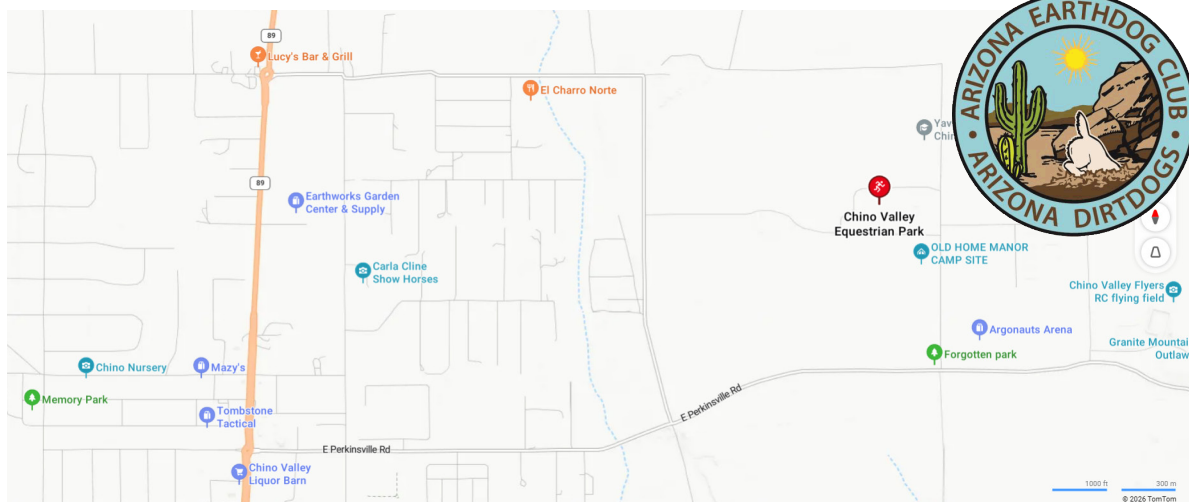 89
Lucy's Bar & Grill
El Charro Norte
ARIZONA EARTHDOG CLUB
ARIZONA DIRTDOGS
89
Earthworks Garden
Center & Supply
Chino Valley
Equestrian Park
OLD HOME MANOR
CAMP SITE
Carla Cline
Show Horses
Chino Valley Flyers
RC flying field
Argonauts Arena
Forgotten park
Granite Mountai
Outlaw
Chino Nursery
Mazy's
Memory Park
Tombstone
Tactical
E Perkinsville Rd
E Perkinsville Rd
Chino Valley
Liquor Barn
1000 ft
300 m
© 2026 TomTom